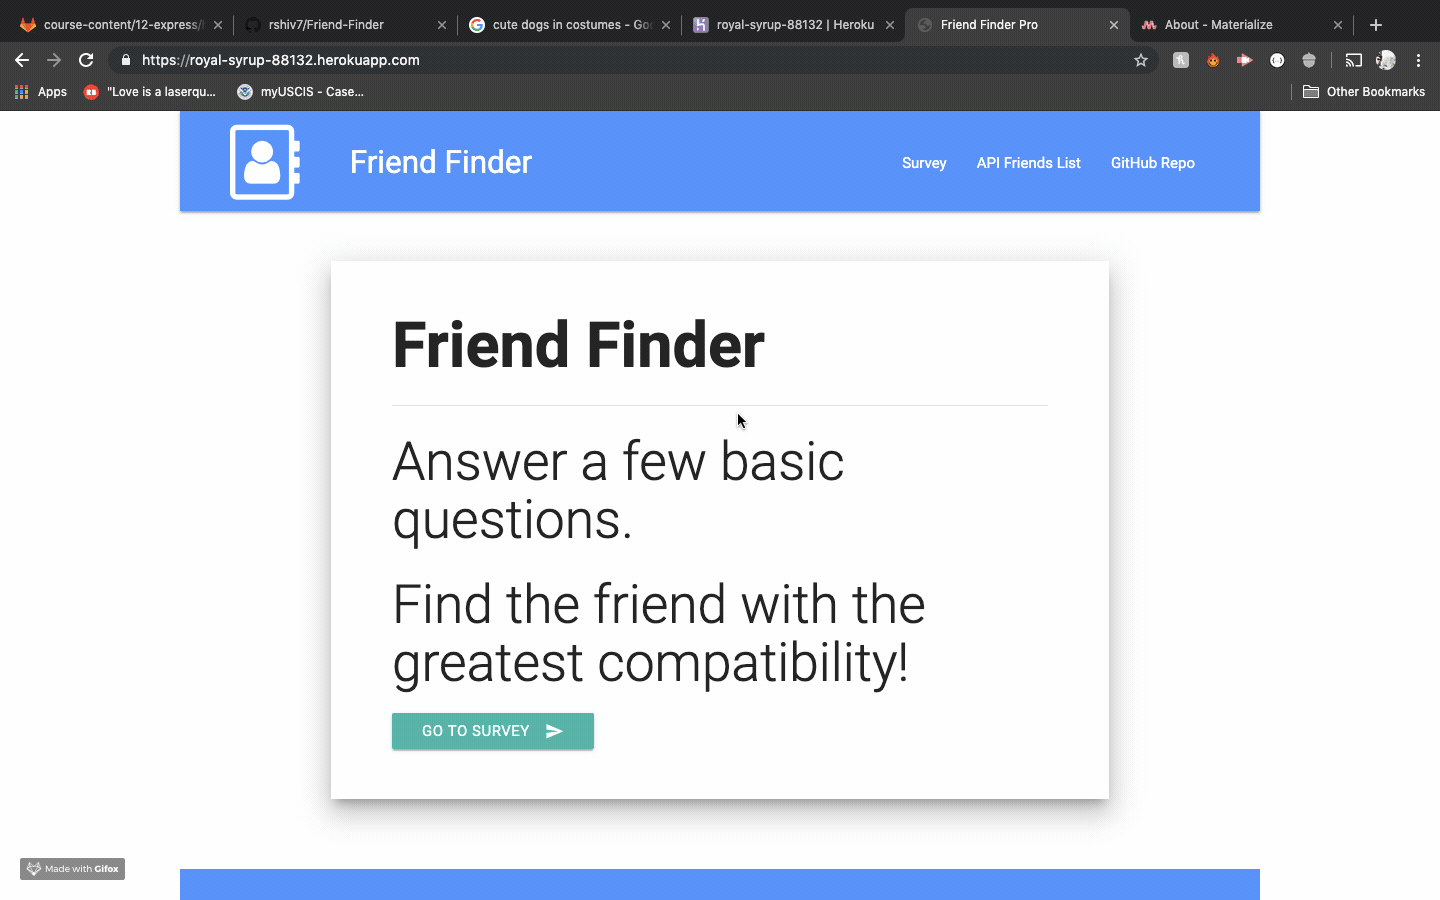 course-content/12-express/
rshiv7/Friend-Finder
cute dogs in costumes - Goo
royal-syrup-88132 | Heroku
Friend Finder Pro
About - Materialize
https://royal-syrup-88132.herokuapp.com
Apps
"Love is a laserqu...
myUSCIS - Case...
Other Bookmarks
Friend Finder
Survey
API Friends List
GitHub Repo
Friend Finder
Answer a few basic
questions.
Find the friend with the
greatest compatibility!
GO TO SURVEY
Made with Gifox